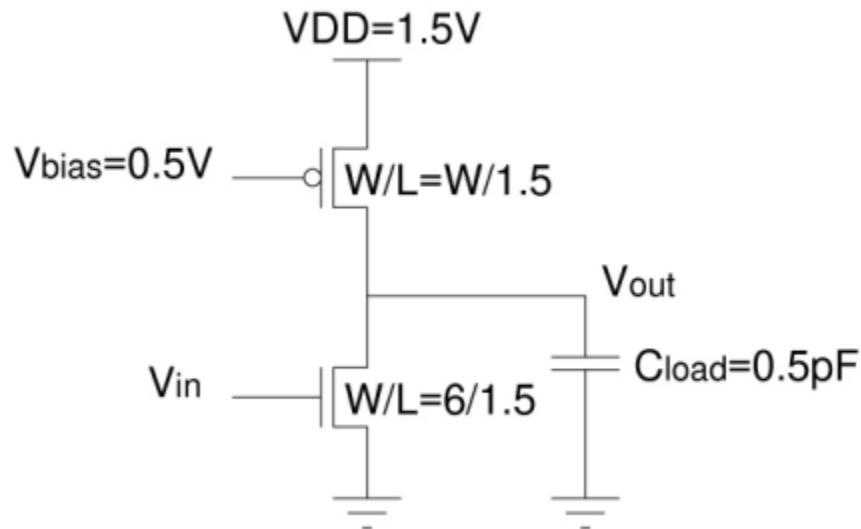 VDD=1.5V
Vbias=0.5V
W/L=W/1.5
Vout
Vin
W/L=6/1.5
Cload=0.5pF